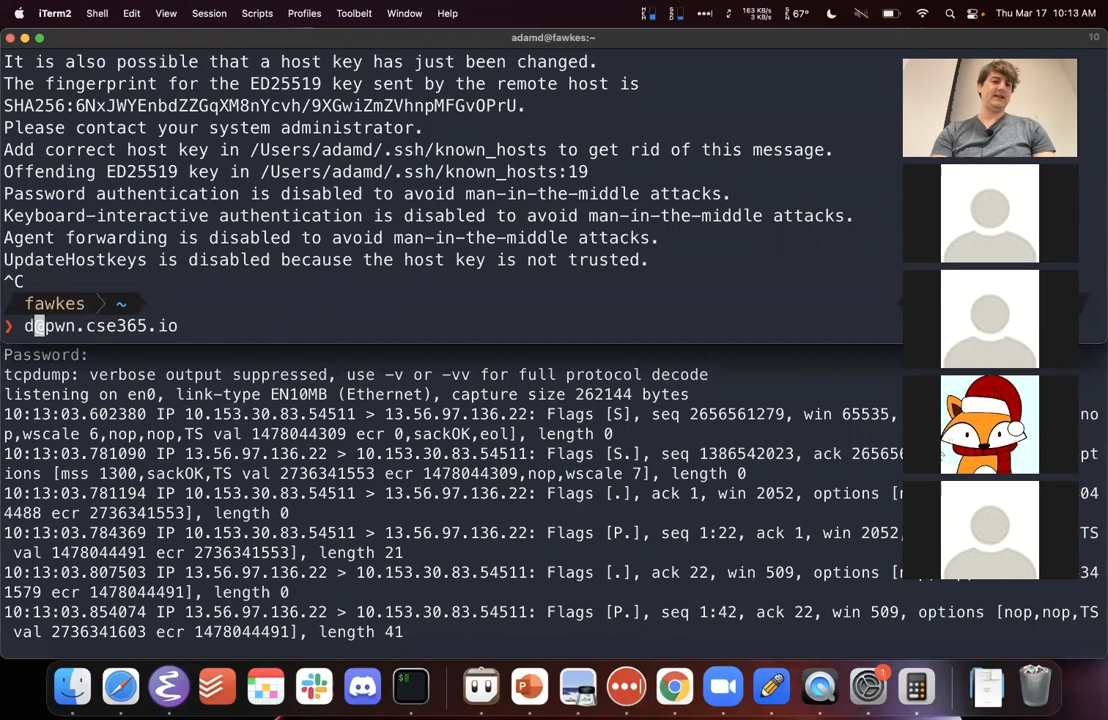 iTerm2 Shell Edit View Session Scripts Profiles Toolbelt Window Help 163 KB/s 3 KB/s 67° Thu Mar 17 10:13 AM
adamd@fawkes:~
It is also possible that a host key has just been changed.
The fingerprint for the ED25519 key sent by the remote host is
SHA256:6NxJWYEnbdZZGqXM8nYcvh/9XGwiZmZVhnpMFGvOPrU.
Please contact your system administrator.
Add correct host key in /Users/adamd/.ssh/known_hosts to get rid of this message.
Offending ED25519 key in /Users/adamd/.ssh/known_hosts:19
Password authentication is disabled to avoid man-in-the-middle attacks.
Keyboard-interactive authentication is disabled to avoid man-in-the-middle attacks.
Agent forwarding is disabled to avoid man-in-the-middle attacks.
UpdateHostkeys is disabled because the host key is not trusted.
^C
fawkes ~
❯ d@pwn.cse365.io
Password:
tcpdump: verbose output suppressed, use -v or -vv for full protocol decode
listening on en0, link-type EN10MB (Ethernet), capture size 262144 bytes
10:13:03.602380 IP 10.153.30.83.54511 > 13.56.97.136.22: Flags [S], seq 2656561279, win 65535, no
p,wscale 6,nop,nop,TS val 1478044309 ecr 0,sackOK,eol], length 0
10:13:03.781090 IP 13.56.97.136.22 > 10.153.30.83.54511: Flags [S.], seq 1386542023, ack 26565 pt
ions [mss 1300,sackOK,TS val 2736341553 ecr 1478044309,nop,wscale 7], length 0
10:13:03.781194 IP 10.153.30.83.54511 > 13.56.97.136.22: Flags [.], ack 1, win 2052, options [n 04
4488 ecr 2736341553], length 0
10:13:03.784369 IP 10.153.30.83.54511 > 13.56.97.136.22: Flags [P.], seq 1:22, ack 1, win 2052, TS
val 1478044491 ecr 2736341553], length 21
10:13:03.807503 IP 13.56.97.136.22 > 10.153.30.83.54511: Flags [.], ack 22, win 509, options [n 34
1579 ecr 1478044491], length 0
10:13:03.854074 IP 13.56.97.136.22 > 10.153.30.83.54511: Flags [P.], seq 1:42, ack 22, win 509, options [nop,nop,TS
val 2736341603 ecr 1478044491], length 41